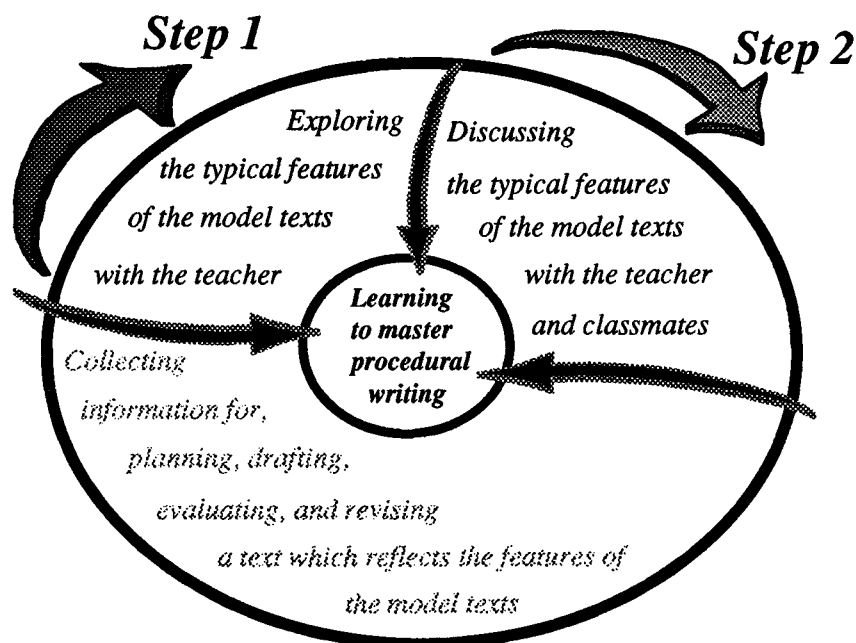 Step 1
Step 2
Exploring
the typical features
of the model texts
with the teacher
Discussing
the typical features
of the model texts
with the teacher
and classmates
Learning
to master
procedural
writing
Collecting
information for,
planning, drafting,
evaluating, and revising
a text which reflects the features of
the model texts